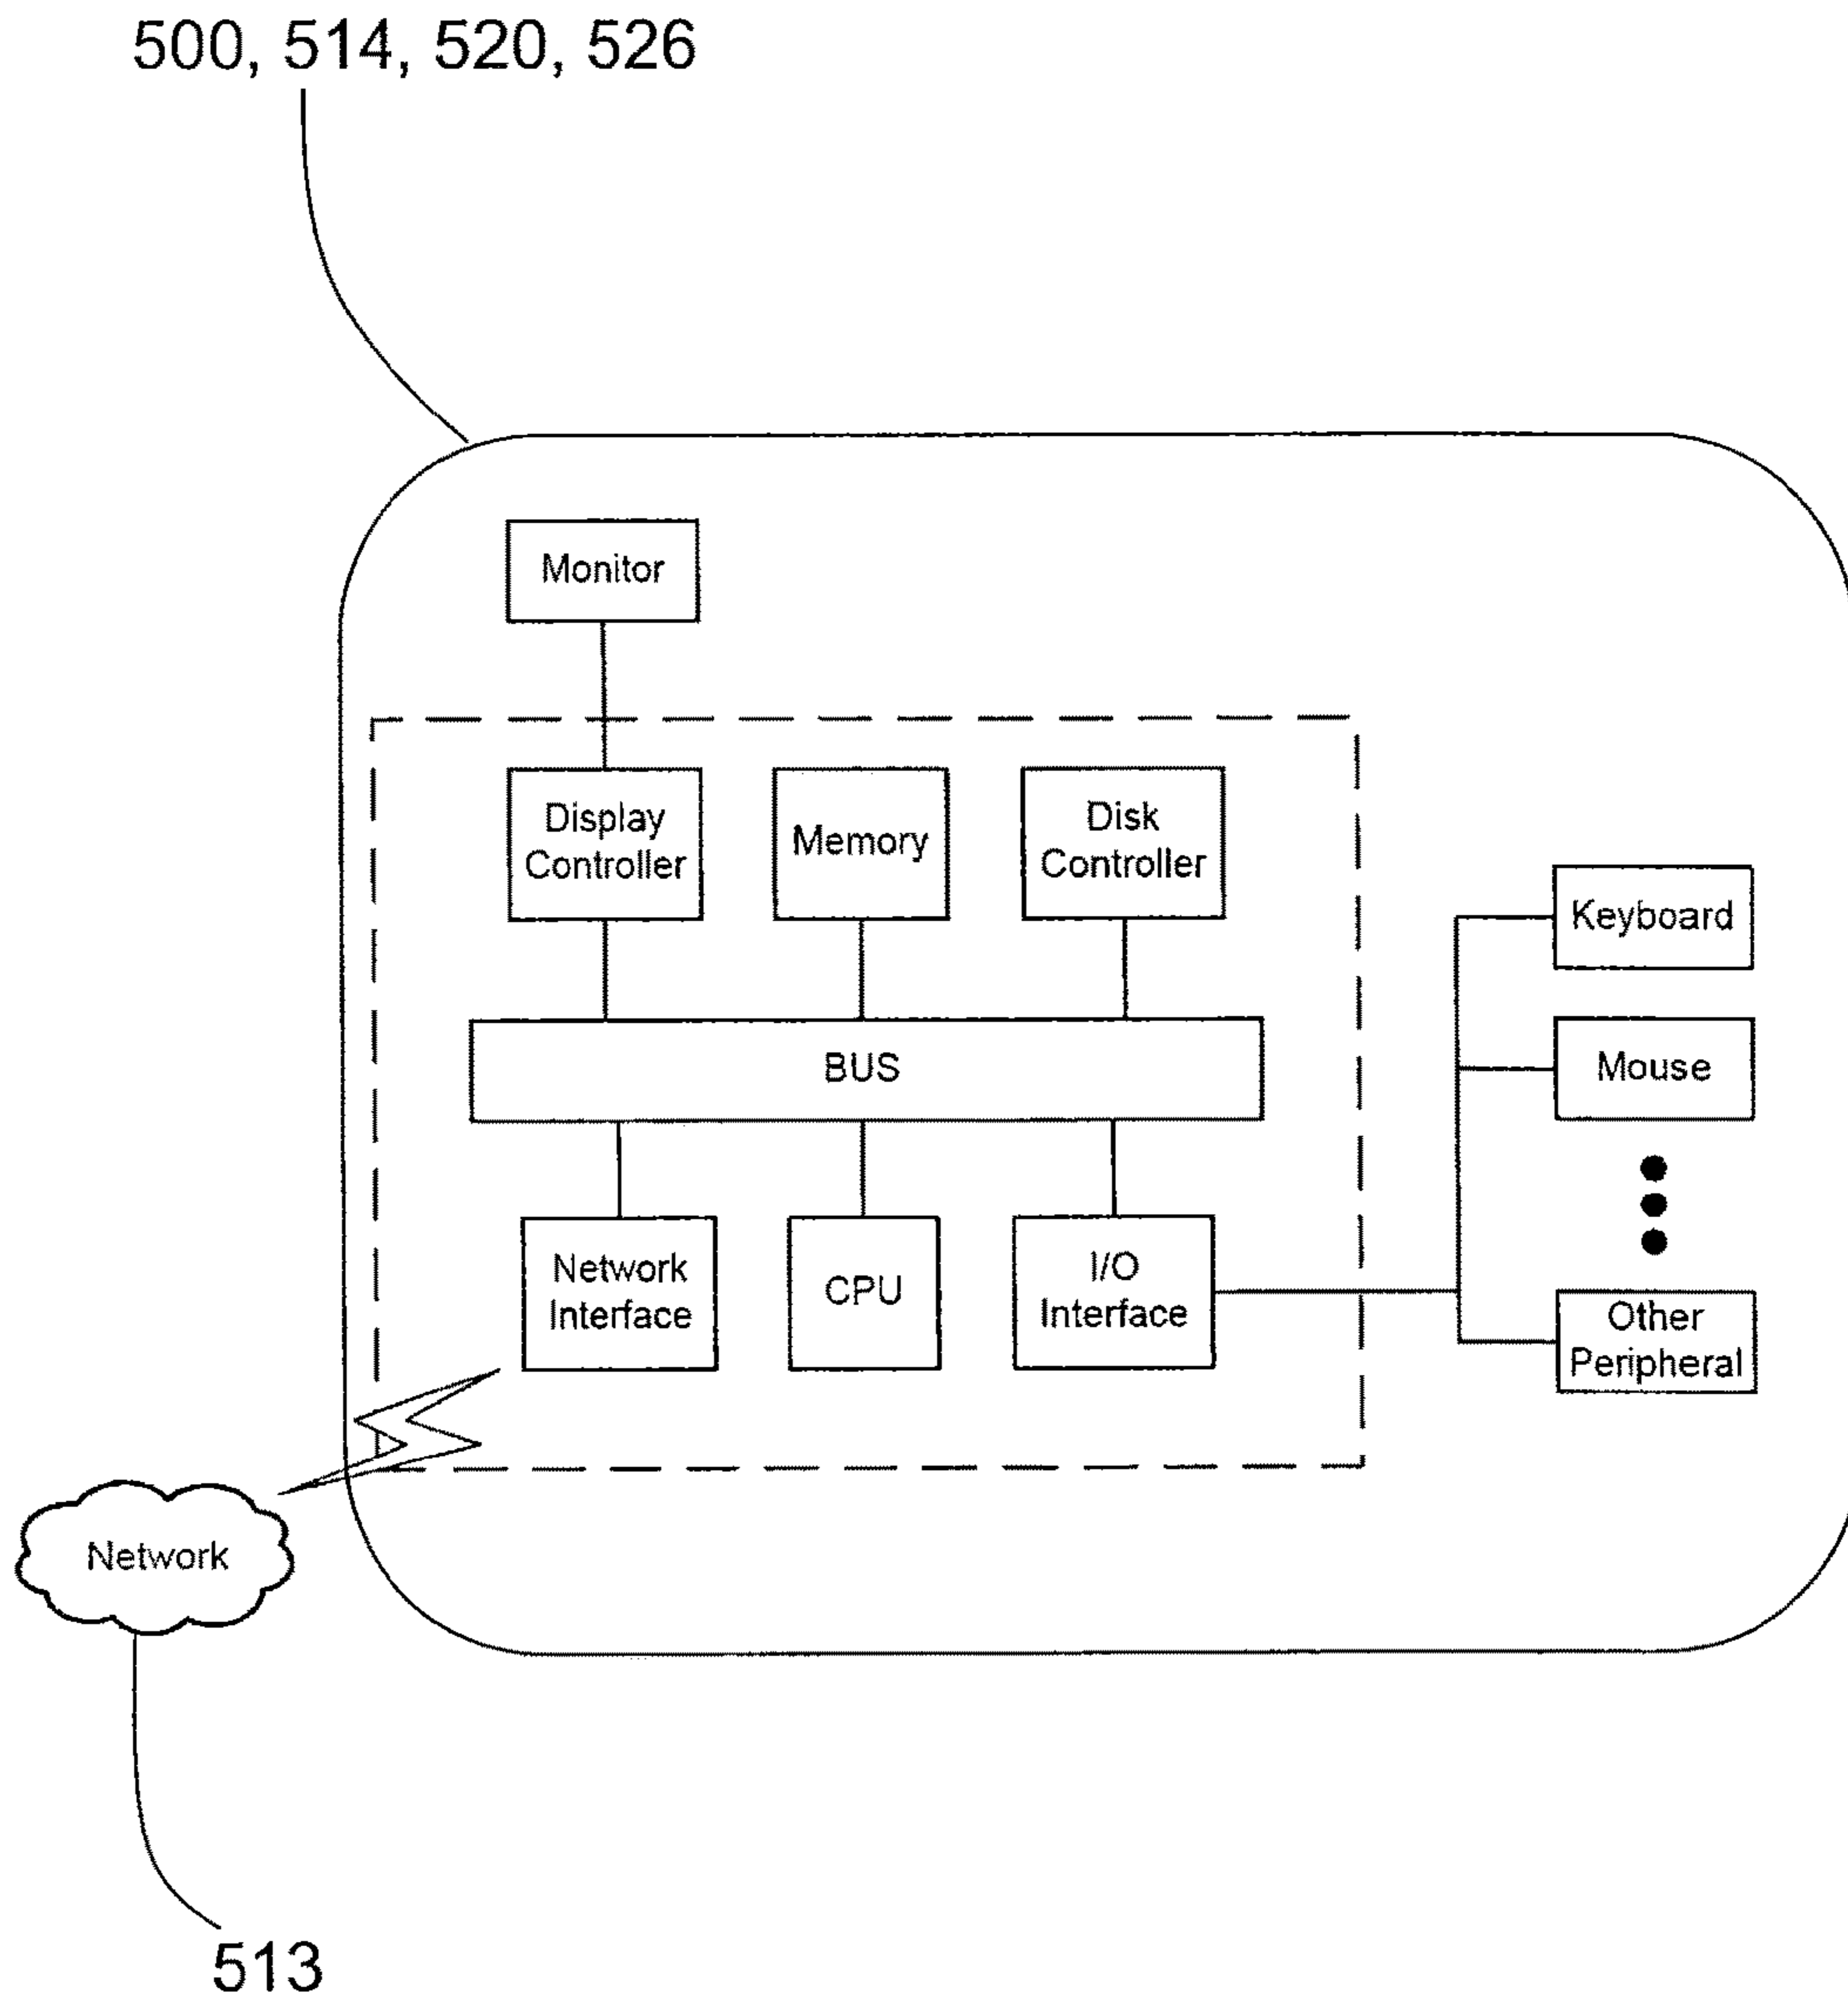 500, 514, 520, 526
Monitor
Display
Controller
Memory
Disk
Controller
Keyboard
BUS
Mouse
Network
Interface
CPU
I/O
Interface
Other
Peripheral
Network
513